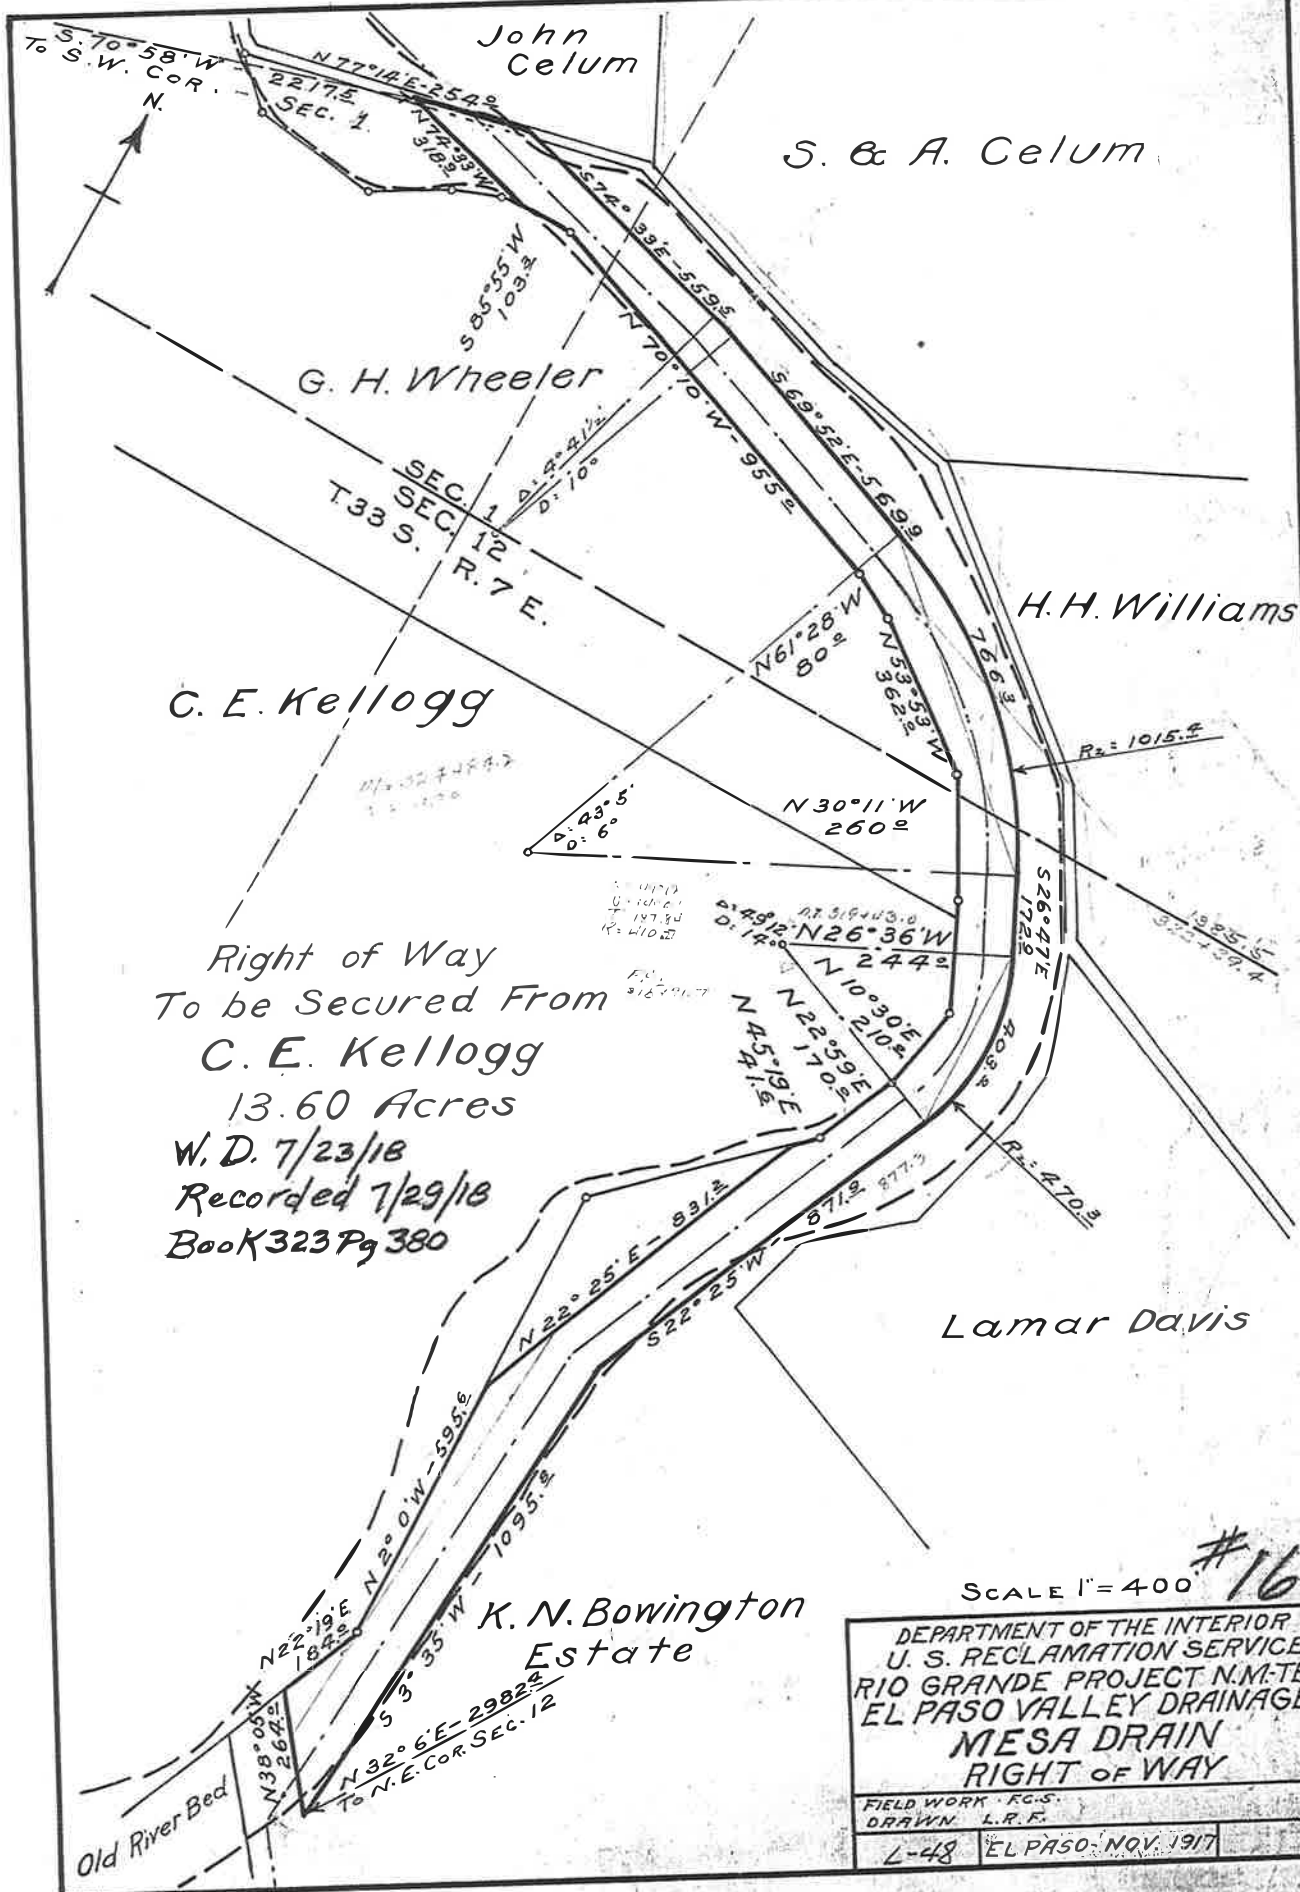 S. 70° 58' W
To S.W. COR.
2217.5
SEC. 1
N.
N 77° 14' E - 254.0
N 74° 33' W
318.9
John
Celum
S. & A. Celum
S 74° 33' E - 559.5
S 85° 55' W
103.3
G. H. Wheeler
N 70° 10' W - 955.0
S 69° 52' E - 569.9
Δ = 4° 41 1/2'
D = 10°
SEC. 1
SEC. 12
T. 33 S.
R. 7 E.
H. H. Williams
N 61° 28' W
80.0
N 53° 53' W
362.0
766.3
R2 = 1015.4
C. E. Kellogg
Δ = 43° 5'
D = 6°
N 30° 11' W
260.0
S 26° 47' E
172.9
Δ = 49° 12'
D = 14°
N 26° 36' W
244.0
N 10° 30' E
210.0
N 22° 59' E
170.0
N 45° 19' E
41.6
403.2
R2 = 470.3
Right of Way
To be Secured From
C. E. Kellogg
13.60 Acres
W. D. 7/23/18
Recorded 7/29/18
Book 323 Pg 380
N 22° 25' E - 831.2
871.9
877.3
S 22° 25' W
Lamar Davis
N 2° 0' W - 595.6
S 3° 35' W - 1095.8
K. N. Bowington
Estate
N 22° 19' E
184.0
N 38° 05' W
264.0
N 32° 6' E - 2982.4
To N. E. COR. SEC. 12
Old River Bed
#16
SCALE 1" = 400
DEPARTMENT OF THE INTERIOR
U. S. RECLAMATION SERVICE
RIO GRANDE PROJECT N.M-TE
EL PASO VALLEY DRAINAGE
MESA DRAIN
RIGHT OF WAY
FIELD WORK F.C.S.
DRAWN L.R.F.
L-48 EL PASO-NOV. 1917